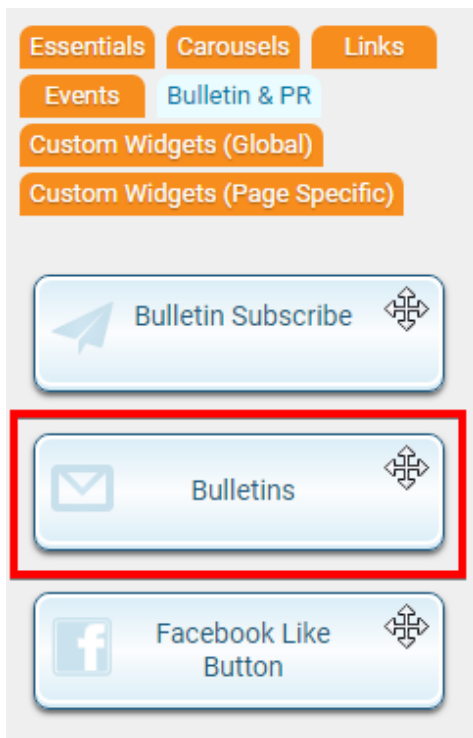 Essentials Carousels Links
Events Bulletin & PR
Custom Widgets (Global)
Custom Widgets (Page Specific)
Bulletin Subscribe
Bulletins
Facebook Like
Button